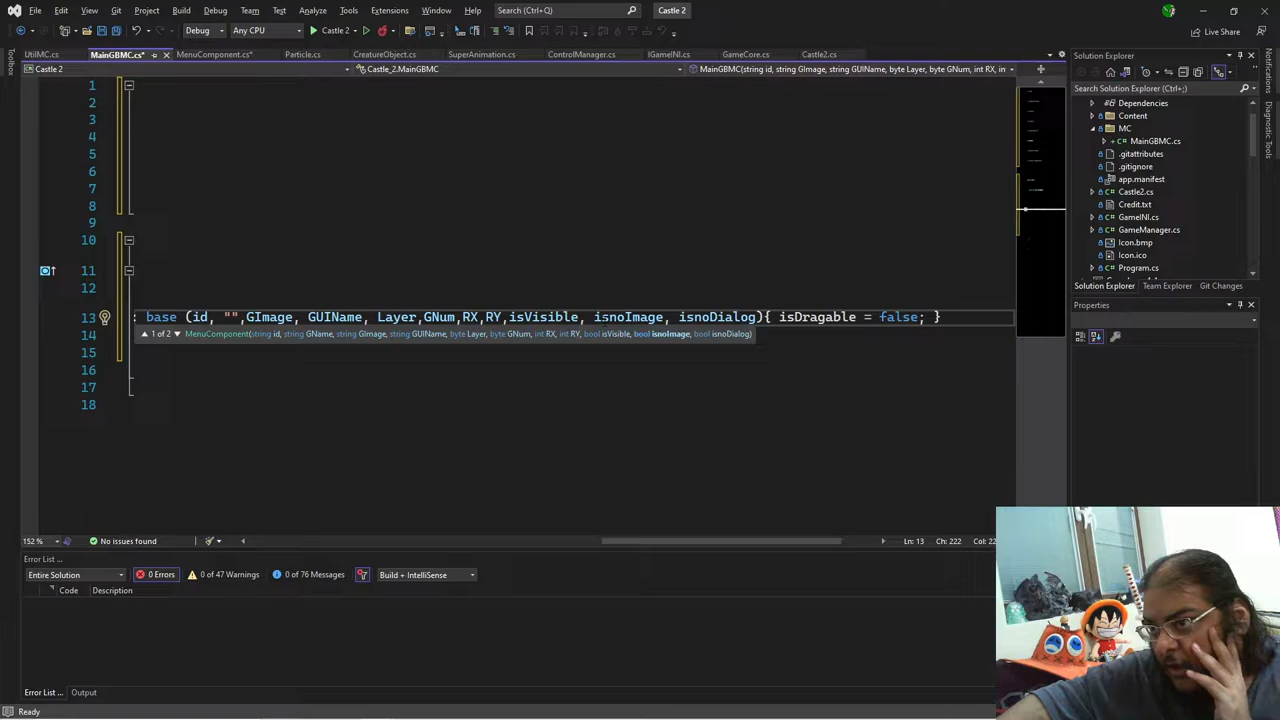 File Edit View Git Project Build Debug Team Test Analyze Tools Extensions Window Help Search (Ctrl+Q) Castle 2
Debug Any CPU Castle 2 Live Share
UtilMC.cs MainGBMC.cs* MenuComponent.cs* Particle.cs CreatureObject.cs SuperAnimation.cs ControlManager.cs IGameINI.cs GameCore.cs Castle2.cs
Castle 2 Castle_2.MainGBMC MainGBMC(string id, string GImage, string GUIName, byte Layer, byte GNum, int RX, in
Toolbox
1
2
3
4
5
6
7
8
9
10
11
12
13 : base (id, "",GImage, GUIName, Layer,GNum,RX,RY,isVisible, isnoImage, isnoDialog){ isDragable = false; }
14 ▲ 1 of 2 ▼ MenuComponent(string id, string GName, string GImage, string GUIName, byte Layer, byte GNum, int RX, int RY, bool isVisible, bool isnoImage, bool isnoDialog)
15
16
17
18
152 % No issues found Ln: 13 Ch: 222 Col: 22
Error List ...
Entire Solution 0 Errors 0 of 47 Warnings 0 of 76 Messages Build + IntelliSense
Code Description
Error List ... Output
Ready
Solution Explorer
Search Solution Explorer (Ctrl+;)
Dependencies
Content
MC
MainGBMC.cs
.gitattributes
.gitignore
app.manifest
Castle2.cs
Credit.txt
GameINI.cs
GameManager.cs
Icon.bmp
Icon.ico
Program.cs
Solution Explorer Team Explorer Git Changes
Properties
Notifications
Diagnostic Tools